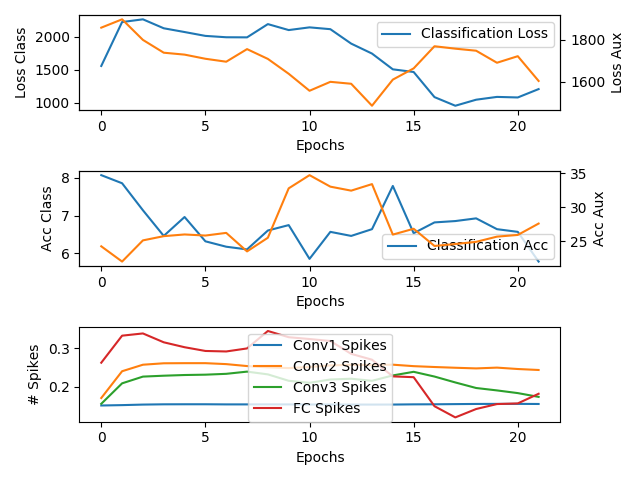 Classification Loss
Loss Class
Loss Aux
2000
1500
1000
1800
1600
0 5 10 15 20
Epochs
Classification Acc
Acc Class
Acc Aux
8
7
6
35
30
25
0 5 10 15 20
Epochs
Conv1 Spikes
Conv2 Spikes
Conv3 Spikes
FC Spikes
# Spikes
0.3
0.2
0 5 10 15 20
Epochs